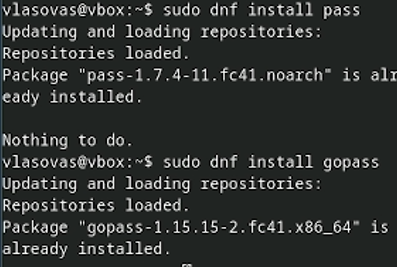 vlasovas@vbox:~$ sudo dnf install pass
Updating and loading repositories:
Repositories loaded.
Package "pass-1.7.4-11.fc41.noarch" is alr
eady installed.
Nothing to do.
vlasovas@vbox:~$ sudo dnf install gopass
Updating and loading repositories:
Repositories loaded.
Package "gopass-1.15.15-2.fc41.x86_64" is
already installed.